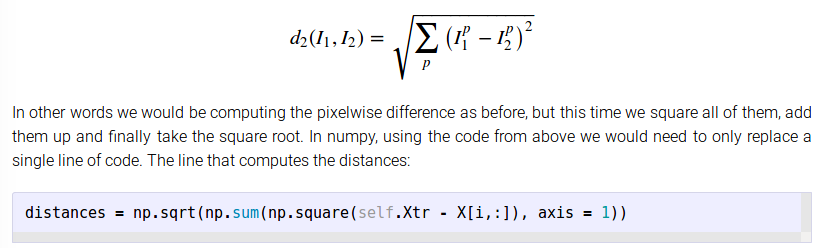 d₂(I₁, I₂) = √∑ₚ (I₁ᵖ − I₂ᵖ)²
In other words we would be computing the pixelwise difference as before, but this time we square all of them, add
them up and finally take the square root. In numpy, using the code from above we would need to only replace a
single line of code. The line that computes the distances:
distances = np.sqrt(np.sum(np.square(self.Xtr - X[i,:]), axis = 1))